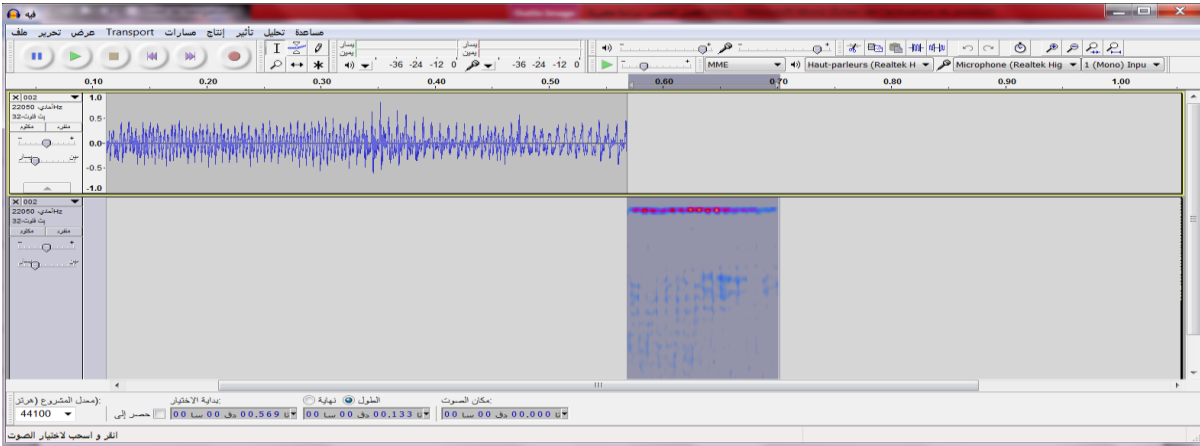 فيه
ملف تحرير عرض Transport مسارات إنتاج تأثير تحليل مساعدة
يسار
يمين
-36 -24 -12 0
يسار
يمين
-36 -24 -12 0
MME
Haut-parleurs (Realtek H
Microphone (Realtek Hig
1 (Mono) Inpu
0.10 0.20 0.30 0.40 0.50 0.60 0.70 0.80 0.90 1.00
002
22050 ،أحاديHz
32-بت فلوت
منفرد مكتوم
1.0
0.5
0.0
-0.5
-1.0
002
22050 ،أحاديHz
32-بت فلوت
منفرد مكتوم
معدل المشروع (هرتز):
بداية الاختيار:
الطول
نهاية
مكان الصوت:
44100
حصر إلى
00 سا 00 دق 00,569 ثا
00 سا 00 دق 00,133 ثا
00 سا 00 دق 00,000 ثا
انقر و اسحب لاختيار الصوت